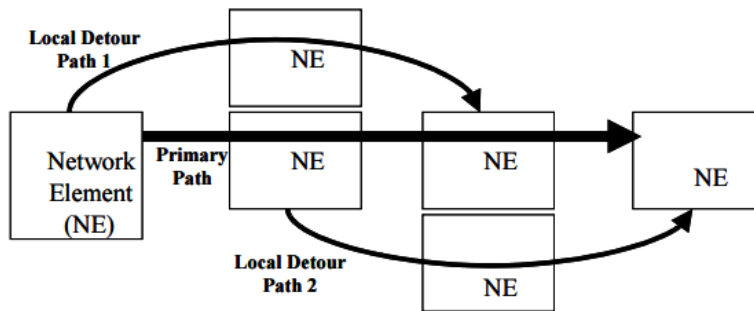 Local Detour
Path 1
NE
Network
Element
(NE)
Primary
Path
NE
NE
NE
Local Detour
Path 2
NE